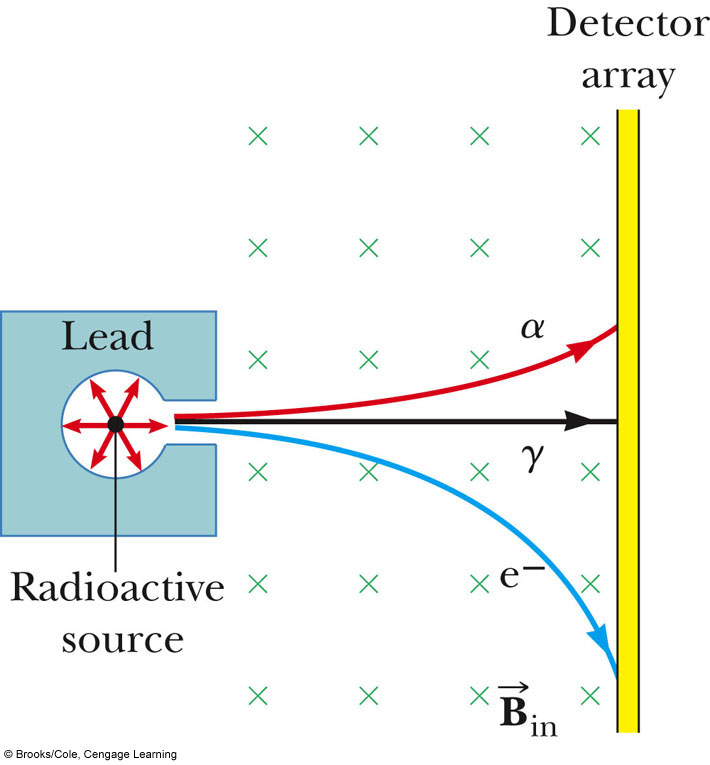 Detector
array
Lead
α
γ
Radioactive
source
e−
B⃗in
© Brooks/Cole, Cengage Learning